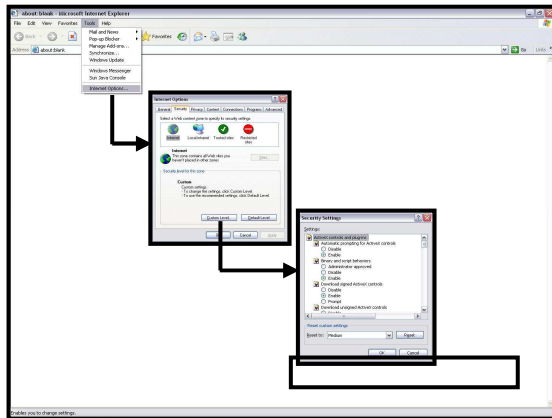 about:blank - Microsoft Internet Explorer
File Edit View Favorites Tools Help
Back Favorites
Address about:blank Go Links
Mail and News
Pop-up Blocker
Manage Add-ons...
Synchronize...
Windows Update
Windows Messenger
Sun Java Console
Internet Options...
Internet Options
General Security Privacy Content Connections Programs Advanced
Select a Web content zone to specify its security settings
Internet Local intranet Trusted sites Restricted sites
Internet
This zone contains all Web sites you
haven't placed in other zones
Sites...
Security level for this zone
Custom
Custom settings.
- To change the settings, click Custom Level.
- To use the recommended settings, click Default Level.
Custom Level... Default Level
OK Cancel Apply
Security Settings
Settings:
ActiveX controls and plug-ins
Automatic prompting for ActiveX controls
Disable
Enable
Binary and script behaviors
Administrator approved
Disable
Enable
Download signed ActiveX controls
Disable
Enable
Prompt
Download unsigned ActiveX controls
Reset custom settings
Reset to: Medium Reset
OK Cancel
Enables you to change settings.